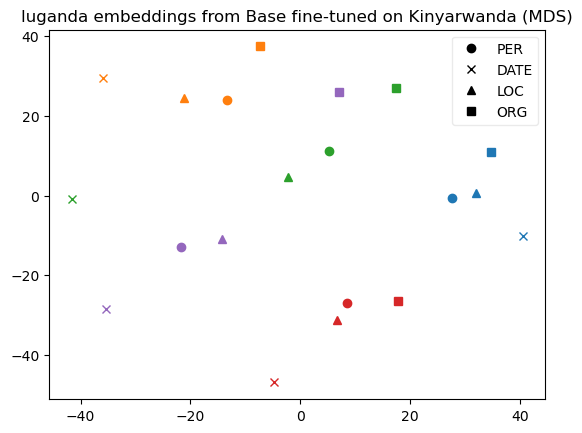 luganda embeddings from Base fine-tuned on Kinyarwanda (MDS)
PER
DATE
LOC
ORG
40
20
0
−20
−40
−40
−20
0
20
40